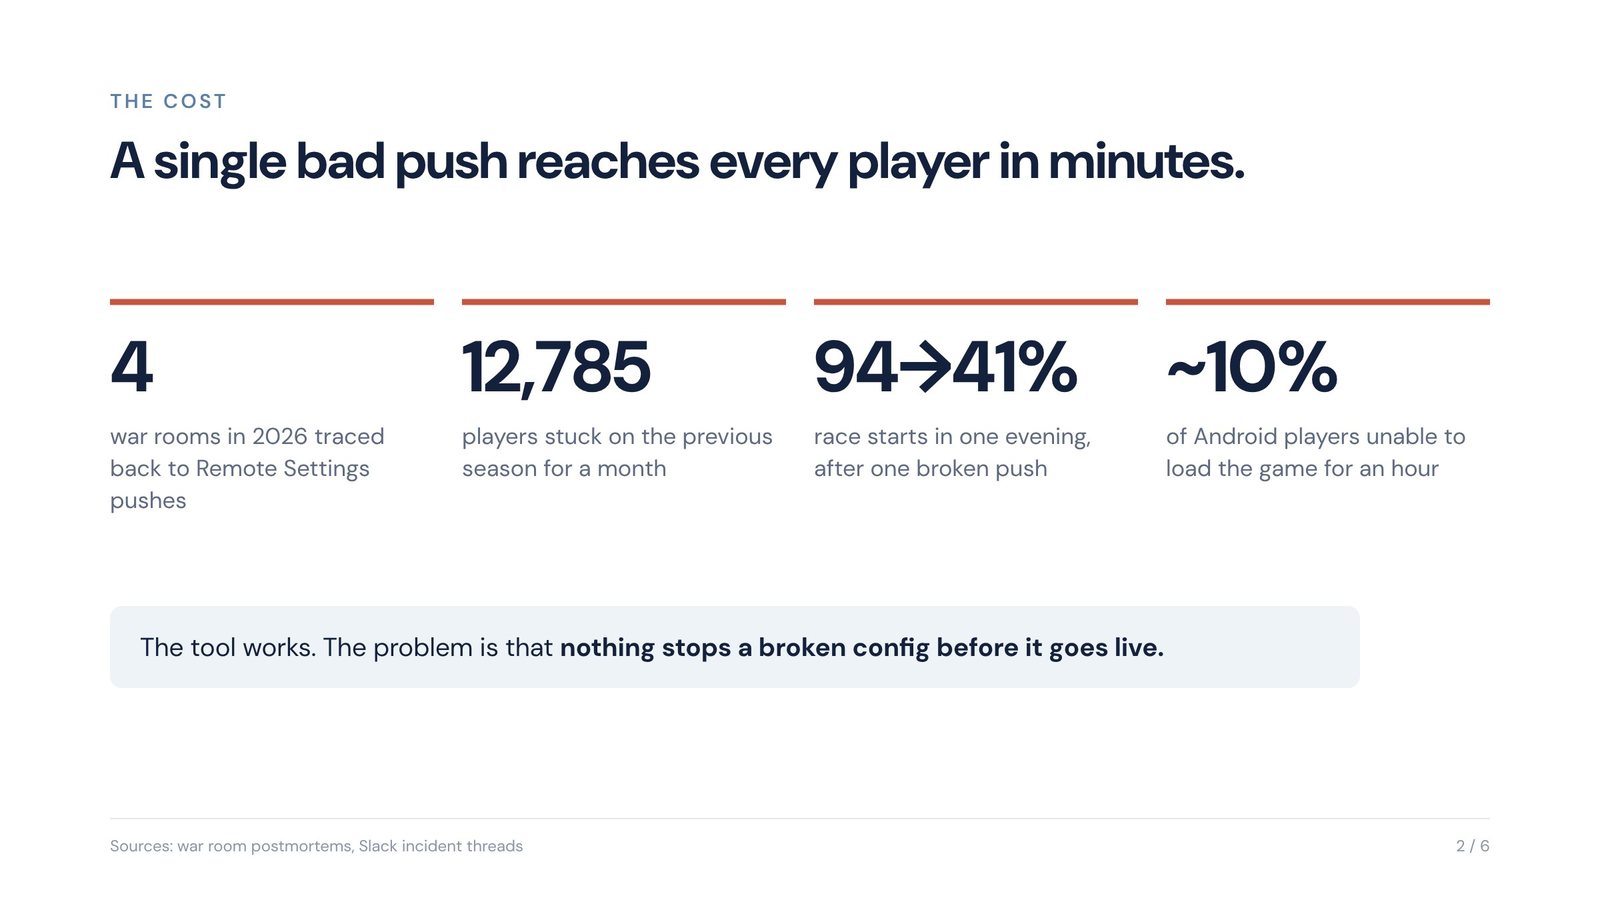 THE COST
A single bad push reaches every player in minutes.
4
war rooms in 2026 traced
back to Remote Settings
pushes
12,785
players stuck on the previous
season for a month
94→41%
race starts in one evening,
after one broken push
~10%
of Android players unable to
load the game for an hour
The tool works. The problem is that nothing stops a broken config before it goes live.
Sources: war room postmortems, Slack incident threads
2 / 6